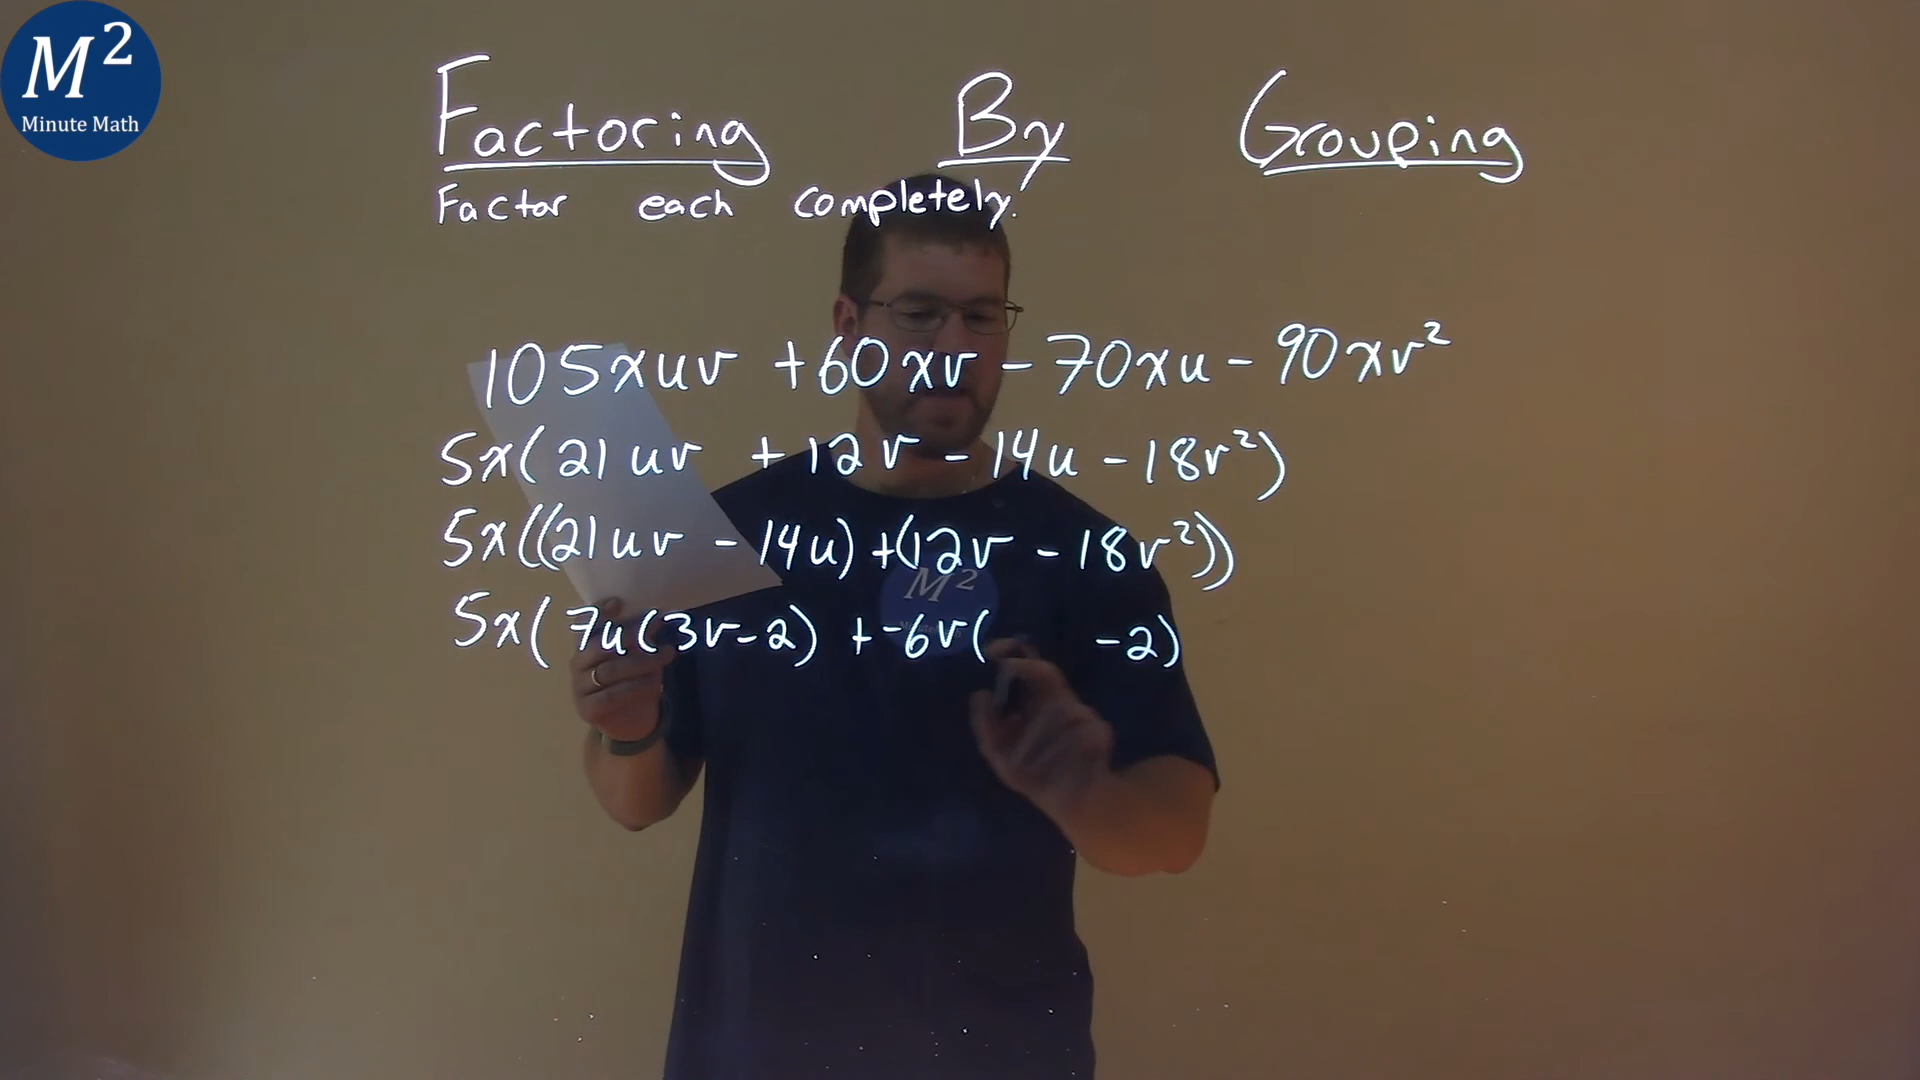 M²
Minute Math
Factoring By Grouping
Factor each completely.
105xuv + 60xv - 70xu - 90xv²
5x(21uv + 12v - 14u - 18v²)
5x((21uv - 14u) + (12v - 18v²))
M²
5x(7u(3v-2) + -6v( -2)